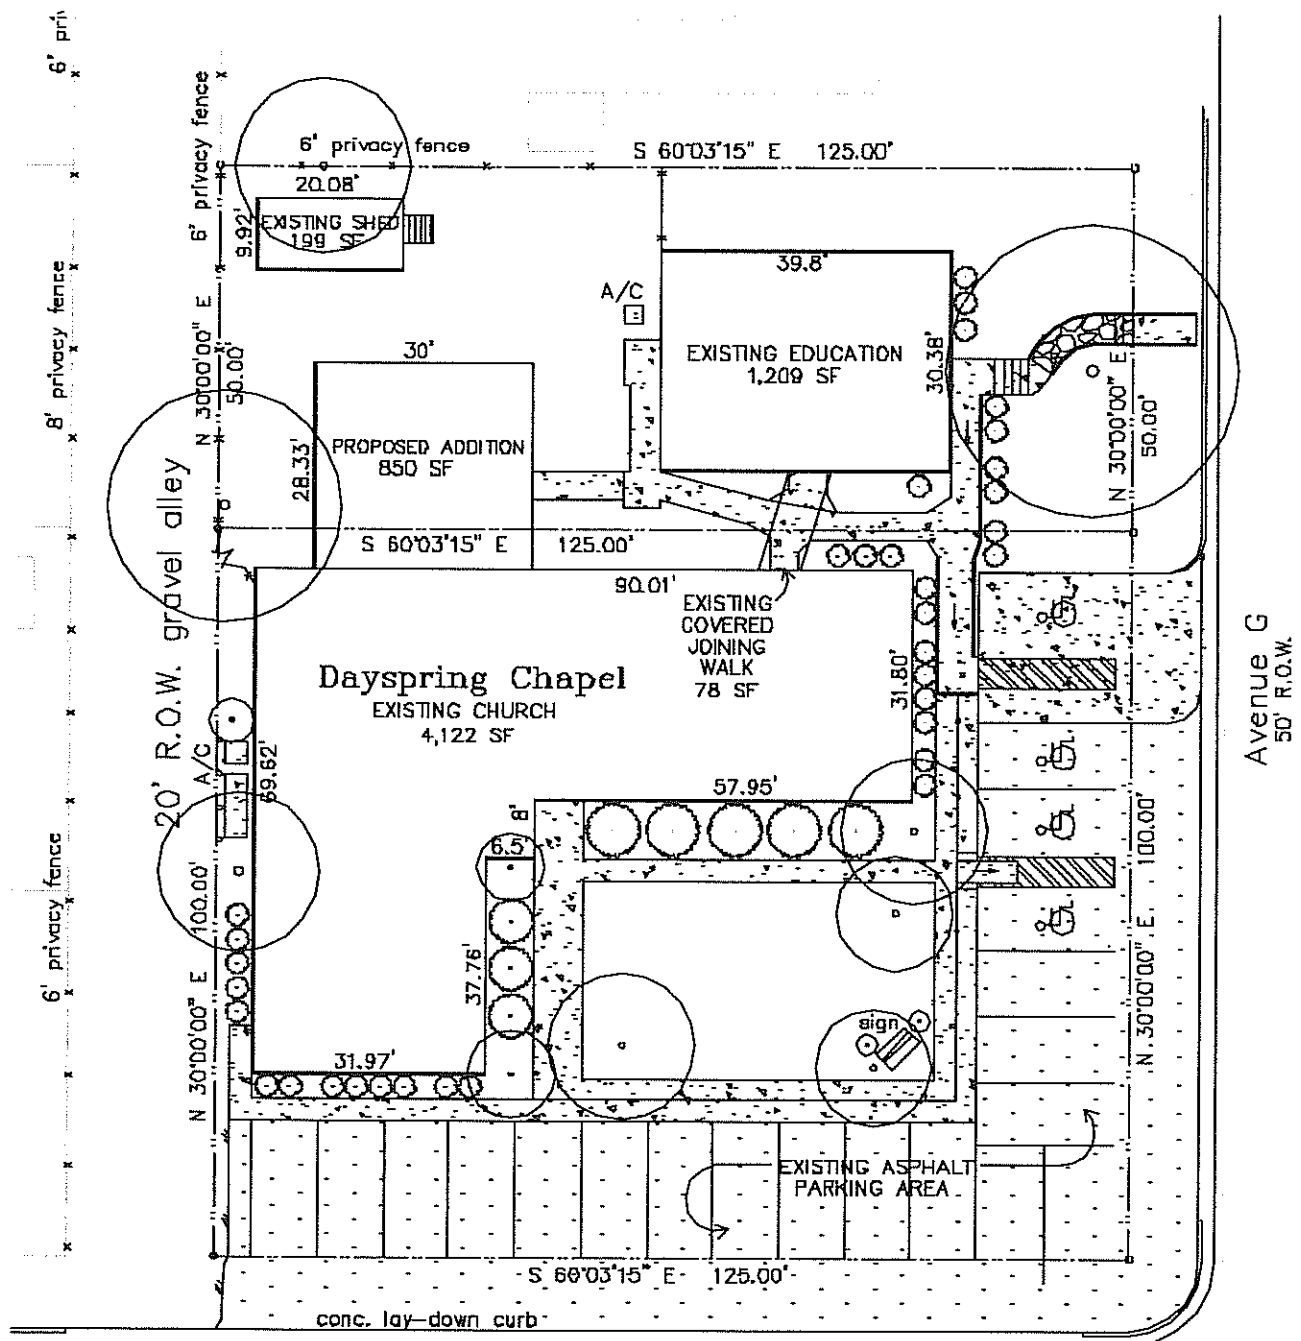 6' pri
6' privacy fence
6' privacy fence
S 60°03'15" E 125.00'
20.08'
EXISTING SHED
199 SF
9.92'
8' privacy fence
N 30°00'00" E
50.00'
39.8'
A/C
EXISTING EDUCATION
1,209 SF
30.38'
30'
PROPOSED ADDITION
850 SF
28.33'
N 30°00'00" E
50.00'
S 60°03'15" E 125.00'
20' R.O.W. gravel alley
90.01'
EXISTING
COVERED
JOINING
WALK
78 SF
Dayspring Chapel
EXISTING CHURCH
4,122 SF
31.80'
Avenue G
50' R.O.W.
A/C
69.62'
57.95'
8'
6.5'
6' privacy fence
N 30°00'00" E 100.00'
37.76'
N 30°00'00" E 100.00'
sign
31.97'
EXISTING ASPHALT
PARKING AREA
S 60°03'15" E 125.00'
conc. lay-down curb